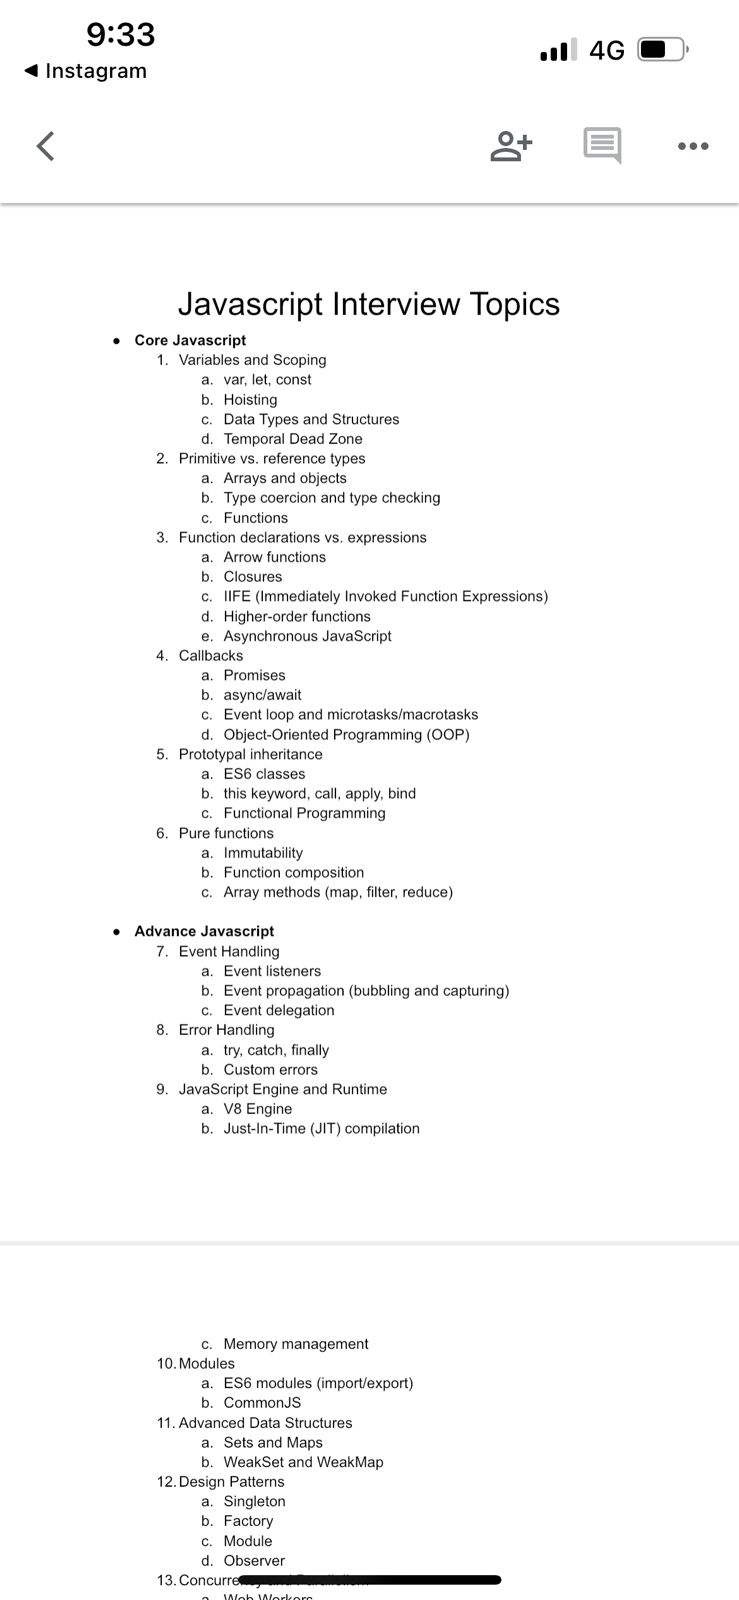 9:33
4G
◀ Instagram
Javascript Interview Topics
• Core Javascript
1. Variables and Scoping
a. var, let, const
b. Hoisting
c. Data Types and Structures
d. Temporal Dead Zone
2. Primitive vs. reference types
a. Arrays and objects
b. Type coercion and type checking
c. Functions
3. Function declarations vs. expressions
a. Arrow functions
b. Closures
c. IIFE (Immediately Invoked Function Expressions)
d. Higher-order functions
e. Asynchronous JavaScript
4. Callbacks
a. Promises
b. async/await
c. Event loop and microtasks/macrotasks
d. Object-Oriented Programming (OOP)
5. Prototypal inheritance
a. ES6 classes
b. this keyword, call, apply, bind
c. Functional Programming
6. Pure functions
a. Immutability
b. Function composition
c. Array methods (map, filter, reduce)
• Advance Javascript
7. Event Handling
a. Event listeners
b. Event propagation (bubbling and capturing)
c. Event delegation
8. Error Handling
a. try, catch, finally
b. Custom errors
9. JavaScript Engine and Runtime
a. V8 Engine
b. Just-In-Time (JIT) compilation
c. Memory management
10. Modules
a. ES6 modules (import/export)
b. CommonJS
11. Advanced Data Structures
a. Sets and Maps
b. WeakSet and WeakMap
12. Design Patterns
a. Singleton
b. Factory
c. Module
d. Observer
13.
a. Web Workers